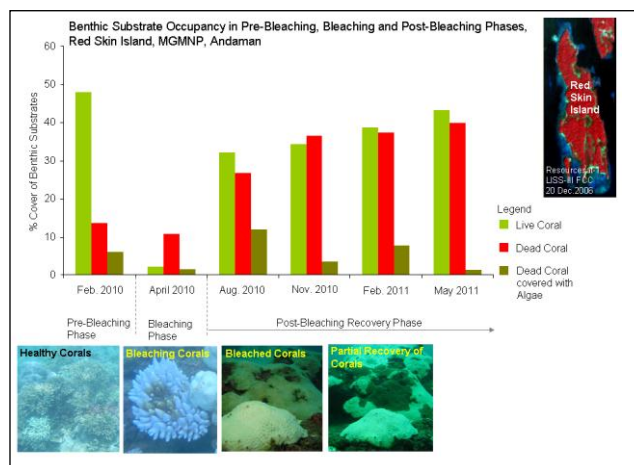 Benthic Substrate Occupancy in Pre-Bleaching, Bleaching and Post-Bleaching Phases,
Red Skin Island, MGMNP, Andaman
60
50
40
30
20
10
0
% Cover of Benthic Substrates
Feb. 2010
April 2010
Aug. 2010
Nov. 2010
Feb. 2011
May 2011
Pre-Bleaching
Phase
Bleaching
Phase
Post-Bleaching Recovery Phase
Red
Skin
Island
LISS-III FCC
20 Dec.2006
Legend
Live Coral
Dead Coral
Dead Coral
covered with
Algae
Healthy Corals
Bleaching Corals
Bleached Corals
Partial Recovery of
Corals